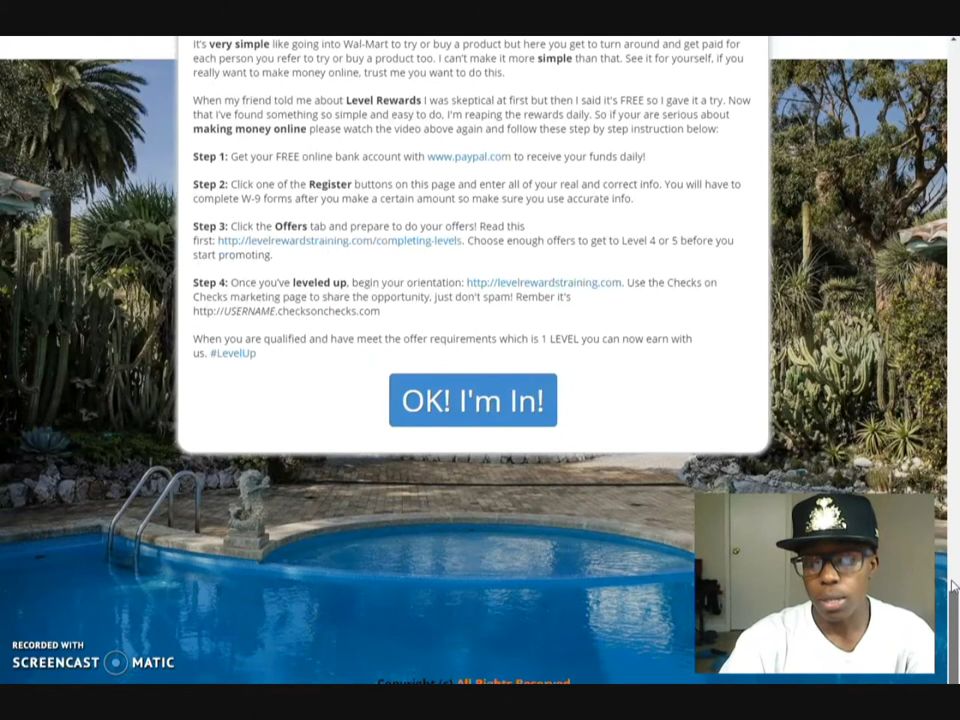 It's very simple like going into Wal-Mart to try or buy a product but here you get to turn around and get paid for
each person you refer to try or buy a product too. I can't make it more simple than that. See it for yourself, if you
really want to make money online, trust me you want to do this.
When my friend told me about Level Rewards I was skeptical at first but then I said it's FREE so I gave it a try. Now
that I've found something so simple and easy to do, I'm reaping the rewards daily. So if your are serious about
making money online please watch the video above again and follow these step by step instruction below:
Step 1: Get your FREE online bank account with www.paypal.com to receive your funds daily!
Step 2: Click one of the Register buttons on this page and enter all of your real and correct info. You will have to
complete W-9 forms after you make a certain amount so make sure you use accurate info.
Step 3: Click the Offers tab and prepare to do your offers! Read this
first: http://levelrewardstraining.com/completing-levels. Choose enough offers to get to Level 4 or 5 before you
start promoting.
Step 4: Once you've leveled up, begin your orientation: http://levelrewardstraining.com. Use the Checks on
Checks marketing page to share the opportunity, just don't spam! Rember it's
http://USERNAME.checksonchecks.com
When you are qualified and have meet the offer requirements which is 1 LEVEL you can now earn with
us. #LevelUp
OK! I'm In!
RECORDED WITH
SCREENCAST MATIC
Copyright (c) All Rights Reserved